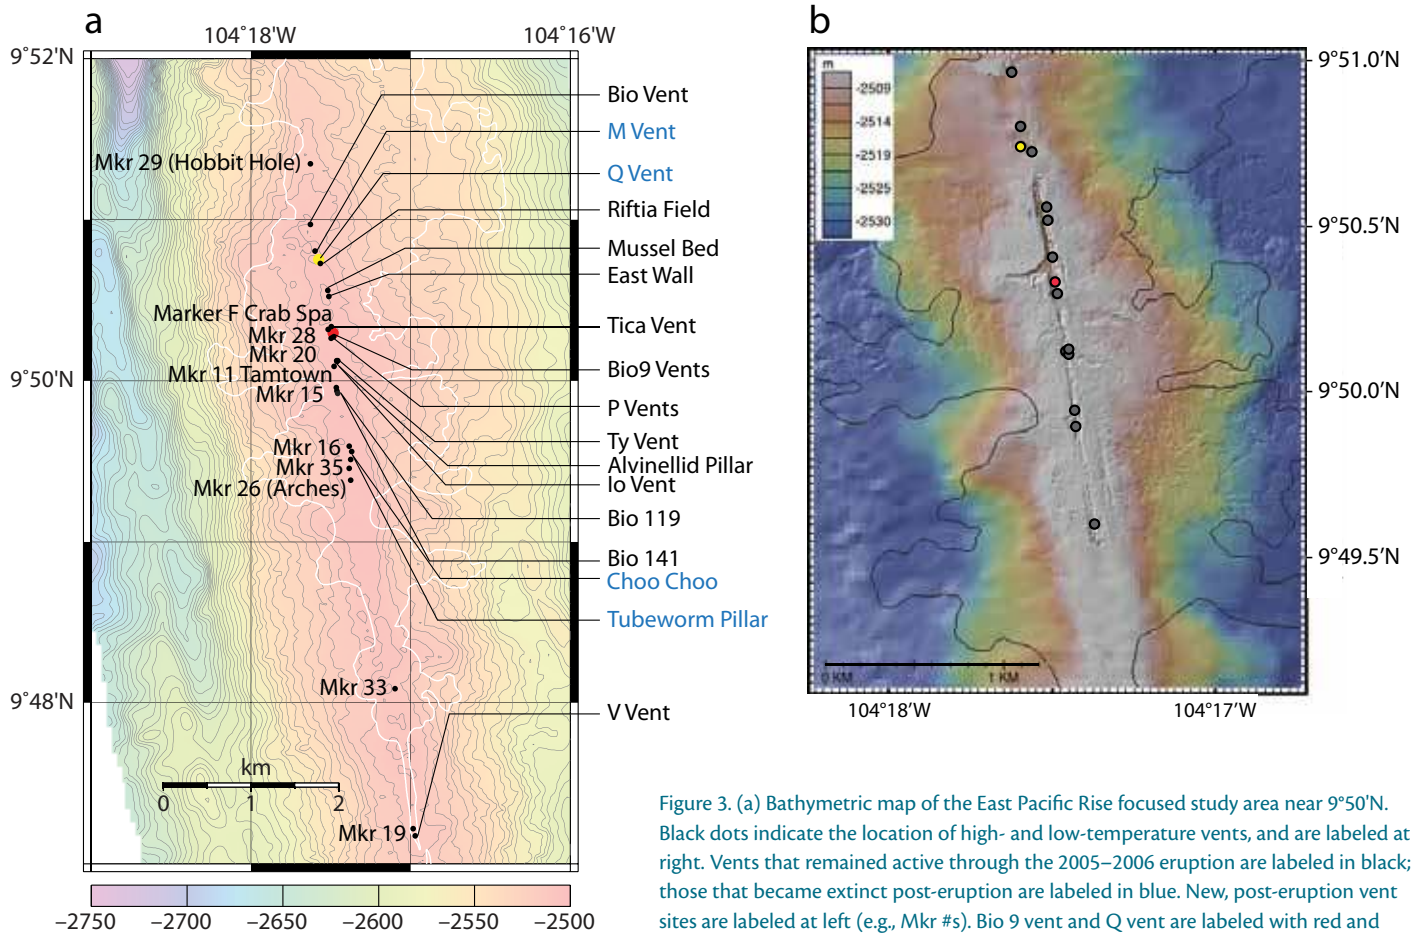 a
104°18'W
104°16'W
9°52'N
9°50'N
9°48'N
Bio Vent
M Vent
Mkr 29 (Hobbit Hole)
Q Vent
Riftia Field
Mussel Bed
East Wall
Marker F Crab Spa
Tica Vent
Mkr 28
Mkr 20
Bio9 Vents
Mkr 11 Tamtown
Mkr 15
P Vents
Ty Vent
Mkr 16
Alvinellid Pillar
Mkr 35
Io Vent
Mkr 26 (Arches)
Bio 119
Bio 141
Choo Choo
Tubeworm Pillar
Mkr 33
V Vent
km
0 1 2
Mkr 19
−2750 −2700 −2650 −2600 −2550 −2500
b
m
-2509
-2514
-2519
-2525
-2530
9°51.0’N
9°50.5’N
9°50.0’N
9°49.5’N
0 KM 1 KM
104°18’W
104°17’W
Figure 3. (a) Bathymetric map of the East Pacific Rise focused study area near 9°50'N.
Black dots indicate the location of high- and low-temperature vents, and are labeled at
right. Vents that remained active through the 2005–2006 eruption are labeled in black;
those that became extinct post-eruption are labeled in blue. New, post-eruption vent
sites are labeled at left (e.g., Mkr #s). Bio 9 vent and Q vent are labeled with red and